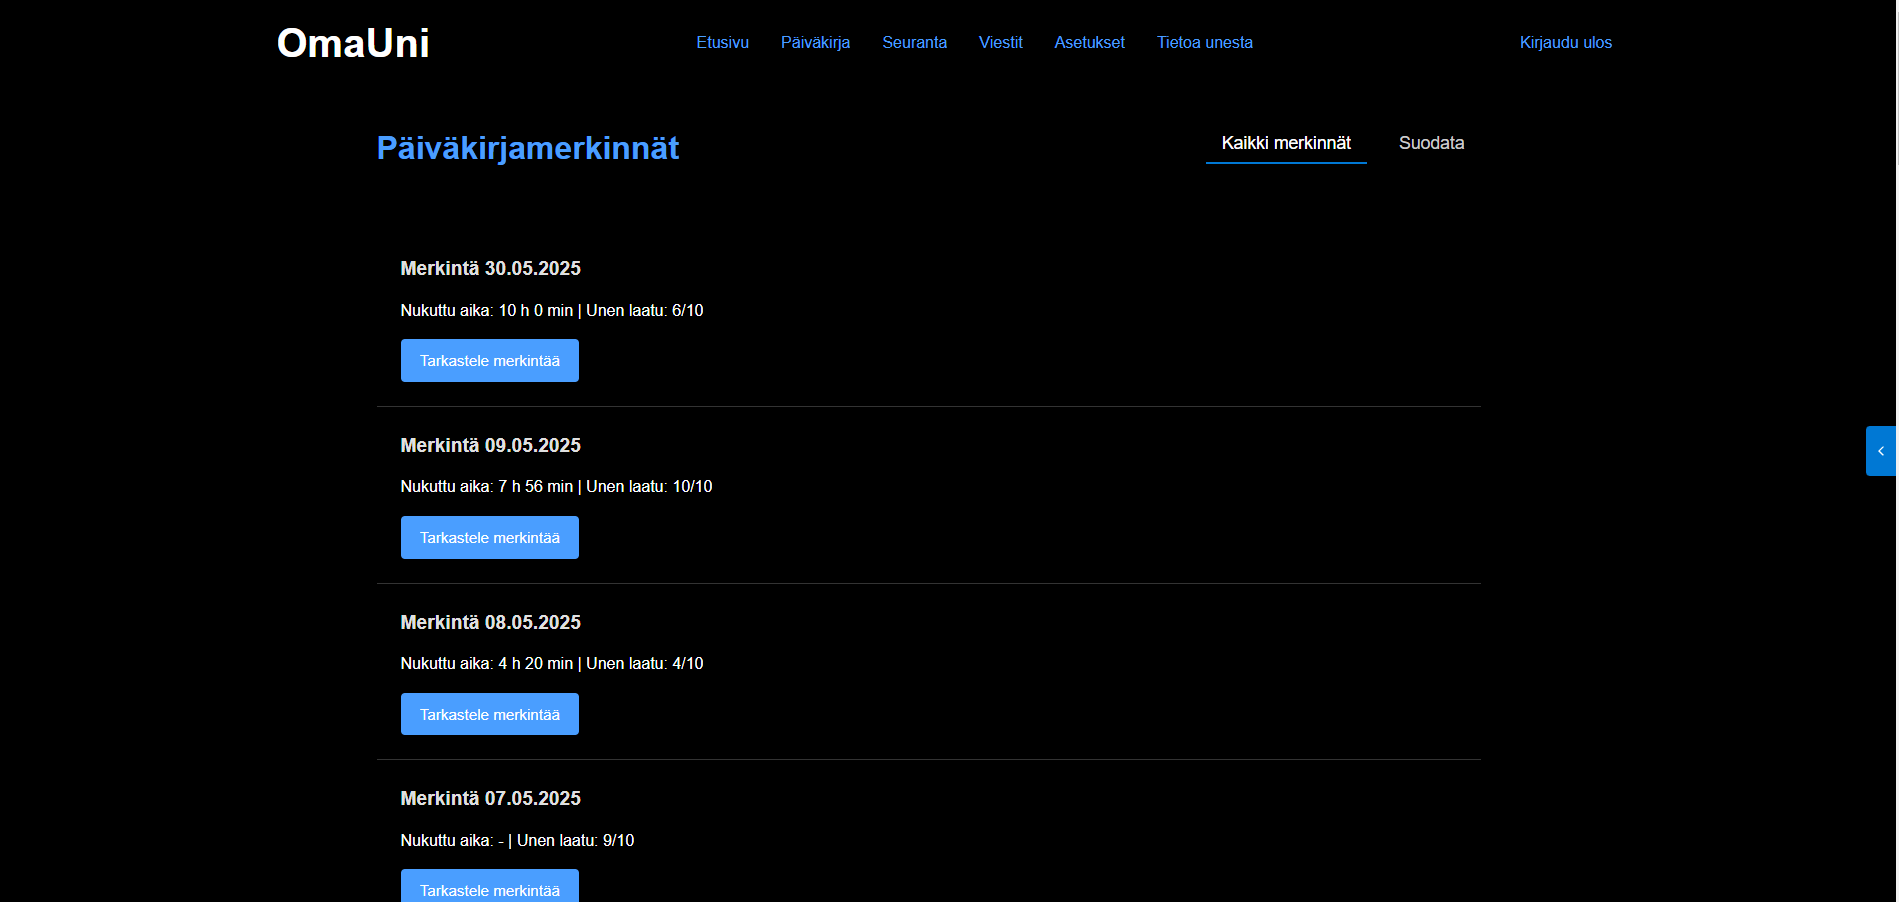 OmaUni
Etusivu Päiväkirja Seuranta Viestit Asetukset Tietoa unesta Kirjaudu ulos
Päiväkirjamerkinnät Kaikki merkinnät Suodata
Merkintä 30.05.2025
Nukuttu aika: 10 h 0 min | Unen laatu: 6/10
Tarkastele merkintää
Merkintä 09.05.2025
Nukuttu aika: 7 h 56 min | Unen laatu: 10/10
Tarkastele merkintää
Merkintä 08.05.2025
Nukuttu aika: 4 h 20 min | Unen laatu: 4/10
Tarkastele merkintää
Merkintä 07.05.2025
Nukuttu aika: - | Unen laatu: 9/10
Tarkastele merkintää